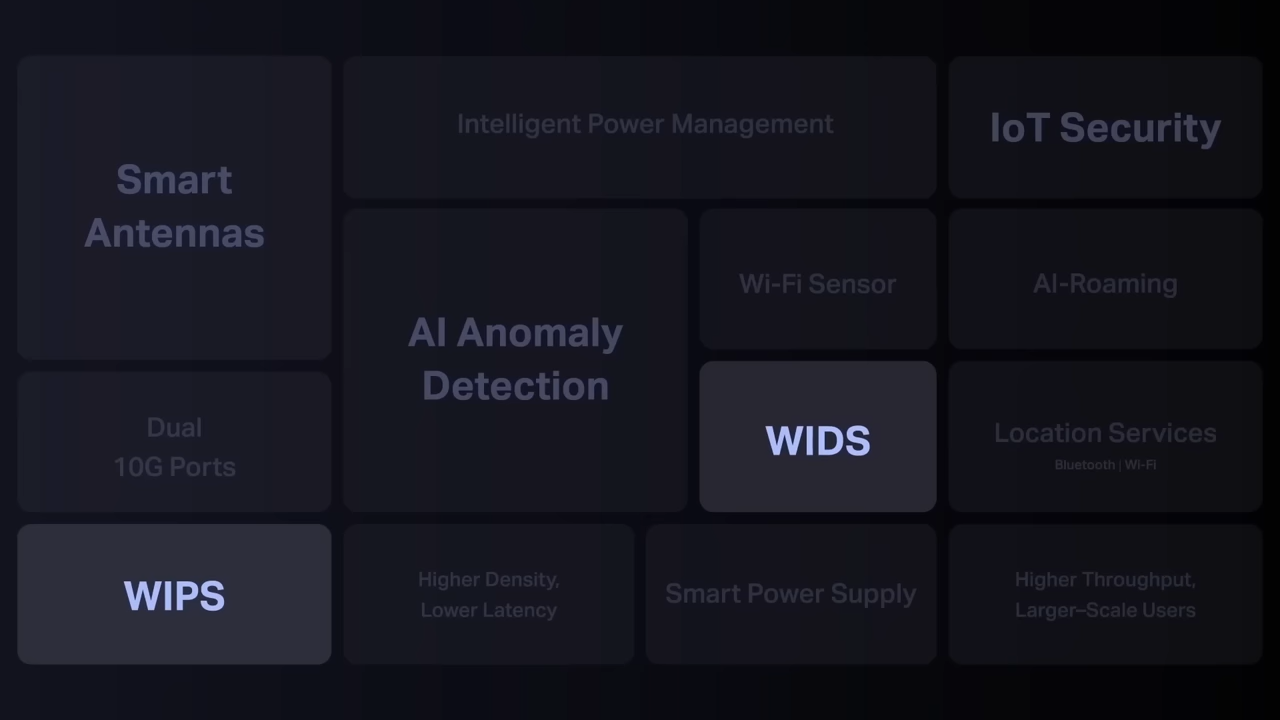 Smart
Antennas
Intelligent Power Management
IoT Security
AI Anomaly
Detection
Wi-Fi Sensor
AI-Roaming
Dual
10G Ports
WIDS
Location Services
Bluetooth | Wi-Fi
WIPS
Higher Density,
Lower Latency
Smart Power Supply
Higher Throughput,
Larger–Scale Users